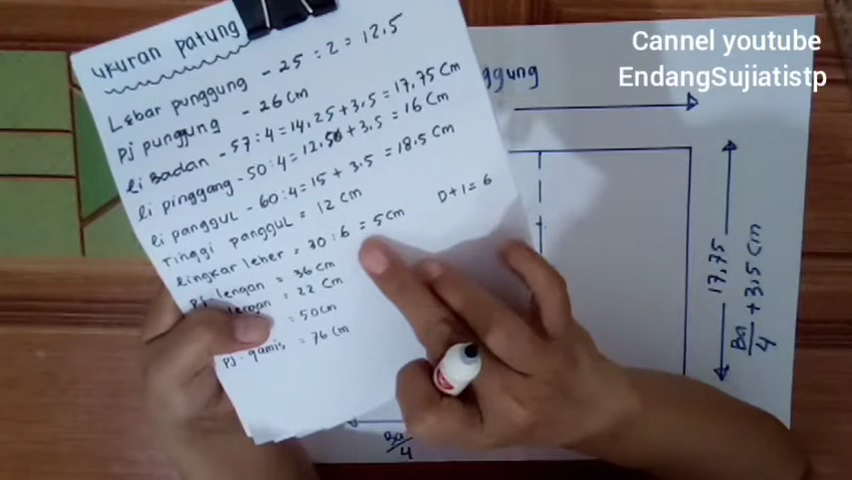 Cannel youtube
EndangSujiatistp
ukuran patung
Lebar punggung - 25 : 2 = 12.5
Pj punggung - 26 cm
li Badan - 57 : 4 = 14,25 + 3,5 = 17,75 cm
li pinggang - 50 : 4 = 12,50 + 3,5 = 16 cm
li panggul - 60 : 4 = 15 + 3.5 = 18.5 cm
Tinggi panggul = 12 cm
lingkar leher = 30 : 6 = 5 cm
D + 1 = 6
Pj lengan = 36 cm
lengan = 22 cm
= 50 cm
Pj. gamis = 76 cm
ggung
17,75
Ba/4 + 3,5 cm
Ba/4